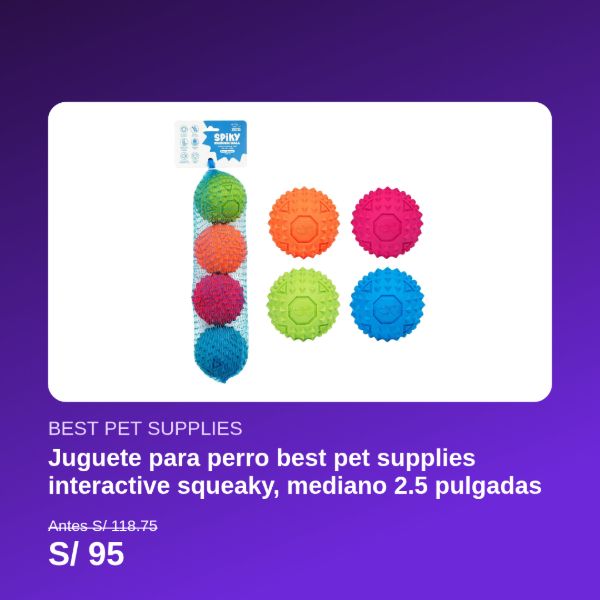 SPIKY
BEST PET SUPPLIES
Juguete para perro best pet supplies
interactive squeaky, mediano 2.5 pulgadas
Antes S/ 118.75
S/ 95